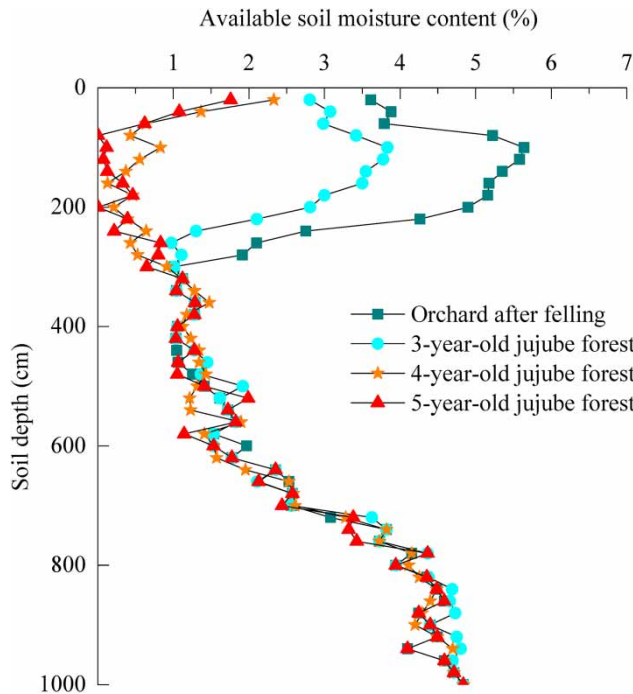 Available soil moisture content (%)
1 2 3 4 5 6 7
0
200
400
600
800
1000
Soil depth (cm)
Orchard after felling
3-year-old jujube forest
4-year-old jujube forest
5-year-old jujube forest